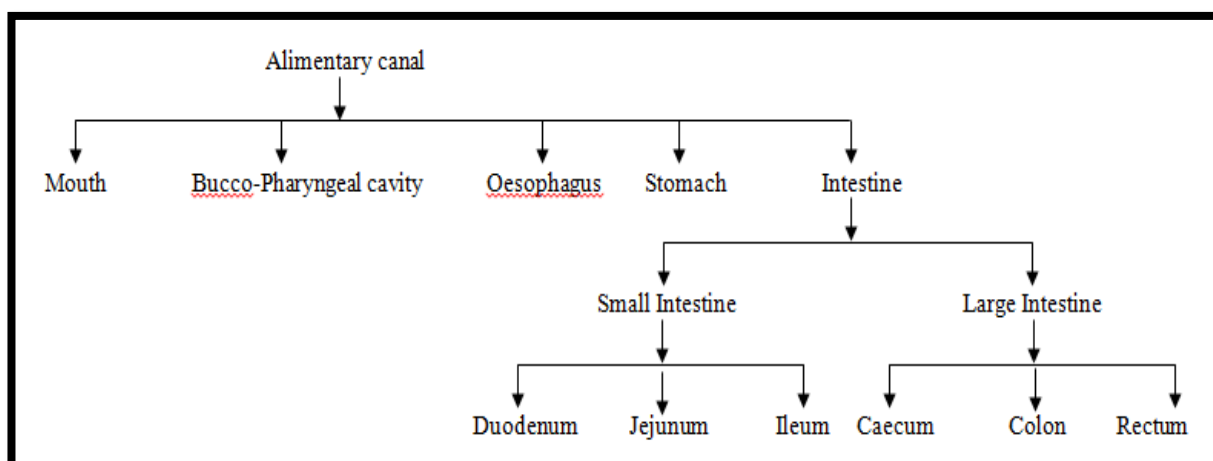 Alimentary canal
Mouth Bucco-Pharyngeal cavity Oesophagus Stomach Intestine
Small Intestine Large Intestine
Duodenum Jejunum Ileum Caecum Colon Rectum